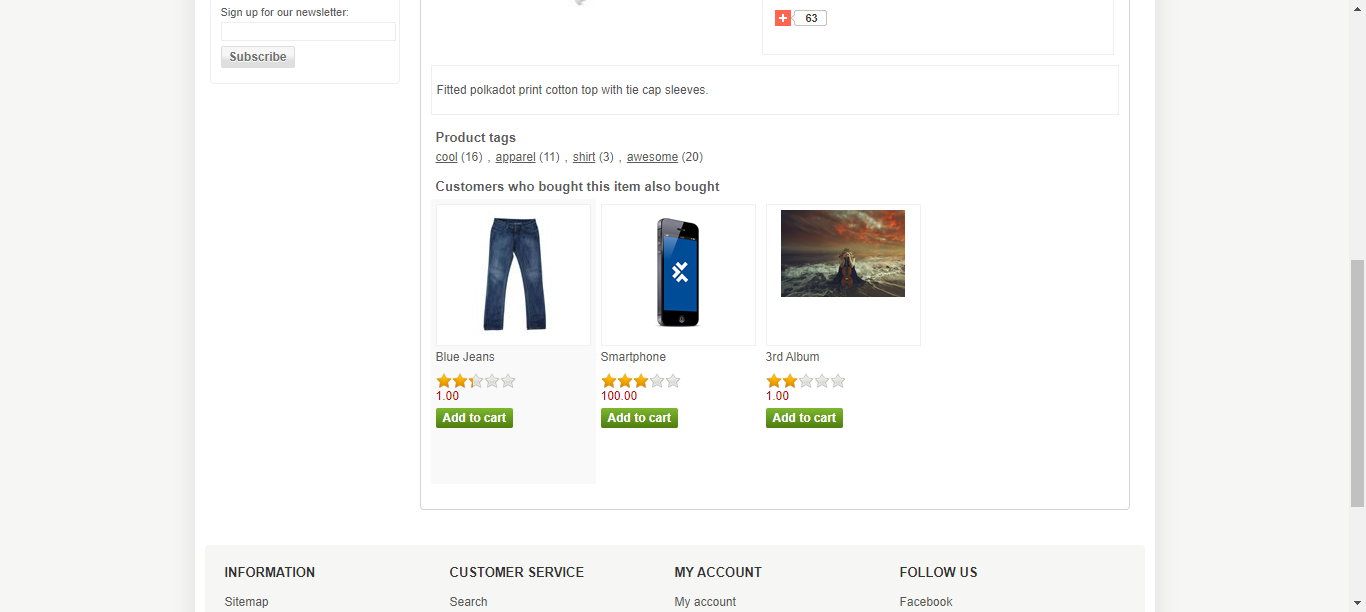 Sign up for our newsletter:
Subscribe
63
Fitted polkadot print cotton top with tie cap sleeves.
Product tags
cool (16) , apparel (11) , shirt (3) , awesome (20)
Customers who bought this item also bought
Blue Jeans
1.00
Add to cart
Smartphone
100.00
Add to cart
3rd Album
1.00
Add to cart
INFORMATION
Sitemap
CUSTOMER SERVICE
Search
MY ACCOUNT
My account
FOLLOW US
Facebook